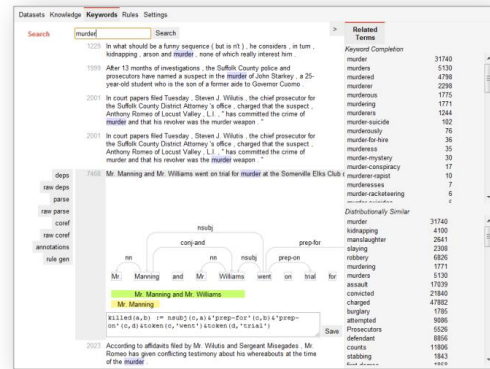 Datasets Knowledge Keywords Rules Settings
Search murder Search >
1229 In what should be a funny sequence ( but is n't ) , he considers , in turn ,
kidnapping , arson and murder , none of which really interest him .
1999 After 13 months of investigations , the Suffolk County police and
prosecutors have named a suspect in the murder of John Starkey , a 25-
year-old student who is the son of a former aide to Governor Cuomo .
2001 In court papers filed Tuesday , Steven J. Wilutis , the chief prosecutor for
the Suffolk County District Attorney 's office , charged that the suspect ,
Anthony Romeo of Locust Valley , L.I. , " has committed the crime of
murder and that his revolver was the murder weapon . "
2001 In court papers filed Tuesday , Steven J. Wilutis , the chief prosecutor for
the Suffolk County District Attorney 's office , charged that the suspect ,
Anthony Romeo of Locust Valley , L.I. , " has committed the crime of
murder and that his revolver was the murder weapon . "
7458 Mr. Manning and Mr. Williams went on trial for murder at the Somerville Elks Club
deps
raw deps
parse
raw parse
coref
raw coref
annotations
rule gen
nsubj
conj-and prep-for
nn nn nsubj prep-on
Mr. Manning and Mr. Williams went on trial for
Mr. Manning and Mr. Williams
Mr. Manning
killed(a,b) := nsubj(c,a)&'prep-for'(c,b)&'prep-
on'(c,d)&token(c,'went')&token(d,'trial')
Save
2023 According to affidavits filed by Mr. Wilutis and Sergeant Misegades , Mr.
Romeo has given conflicting testimony about his whereabouts at the time
of the murder .
Related
Terms
Keyword Completion
murder 31740
murders 5130
murdered 4798
murderer 2298
murderous 1775
murdering 1771
murderers 1244
murder-suicide 102
murderously 76
murder-for-hire 36
murderess 35
murder-mystery 30
murder-conspiracy 17
murderer-rapist 10
murderesses 7
murder-racketeering 6
Distributionally Similar
murder 31740
kidnapping 4100
manslaughter 2641
slaying 2308
robbery 6826
murdering 1771
murders 5130
assault 17039
convicted 21840
charged 47882
burglary 1785
attempted 9086
Prosecutors 5526
defendant 8856
counts 11806
stabbing 1843